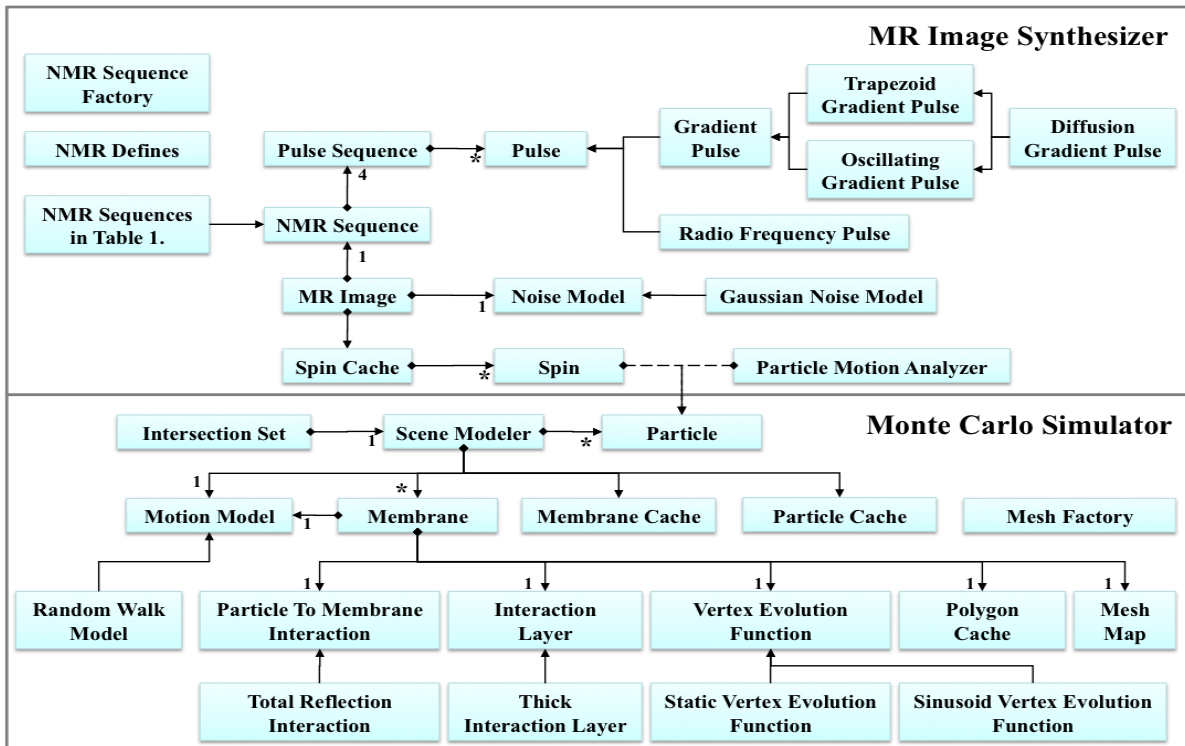 MR Image Synthesizer
NMR Sequence
Factory
Trapezoid
Gradient Pulse
NMR Defines
Pulse Sequence
*
Pulse
Gradient
Pulse
Diffusion
Gradient Pulse
Oscillating
Gradient Pulse
4
NMR Sequences
in Table 1.
NMR Sequence
Radio Frequency Pulse
1
MR Image
1
Noise Model
Gaussian Noise Model
Spin Cache
*
Spin
Particle Motion Analyzer
Monte Carlo Simulator
Intersection Set
1
Scene Modeler
*
Particle
1
*
Motion Model
1
Membrane
Membrane Cache
Particle Cache
Mesh Factory
1
1
1
1
1
Random Walk
Model
Particle To Membrane
Interaction
Interaction
Layer
Vertex Evolution
Function
Polygon
Cache
Mesh
Map
Total Reflection
Interaction
Thick
Interaction Layer
Static Vertex Evolution
Function
Sinusoid Vertex Evolution
Function